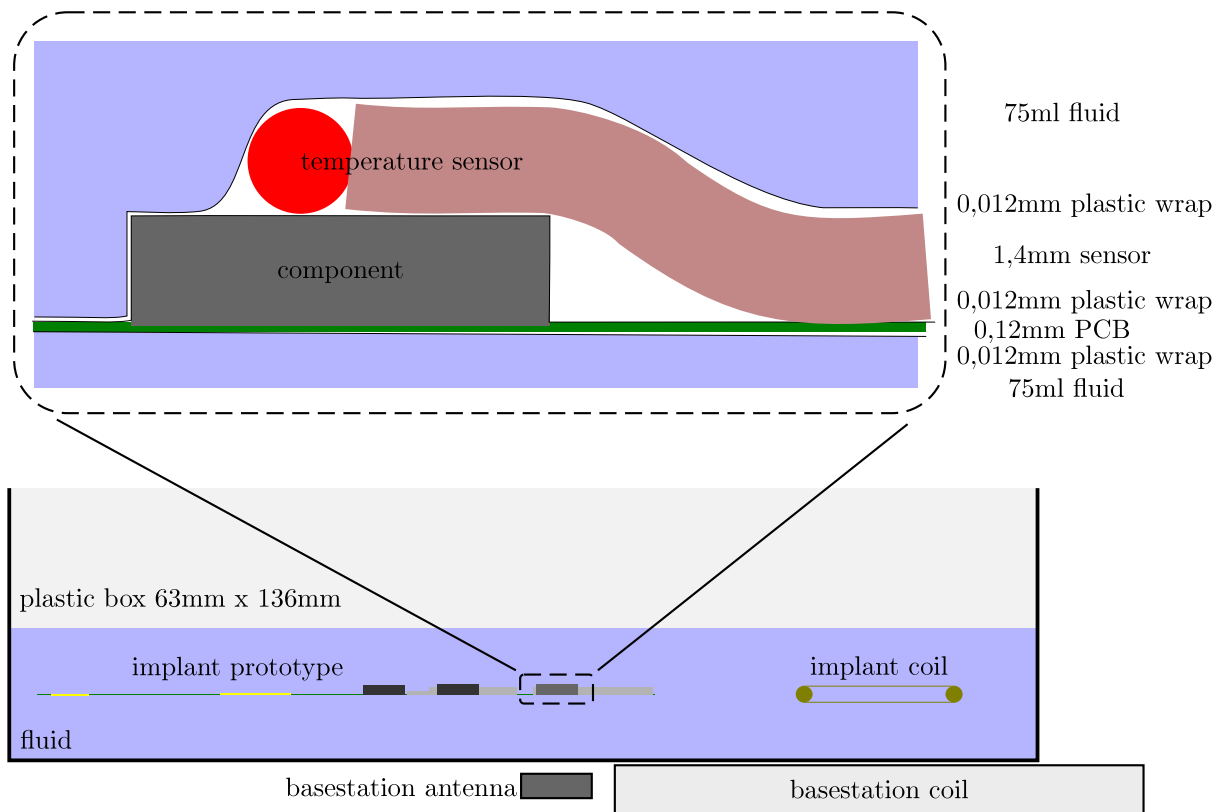 75ml fluid
temperature sensor
0,012mm plastic wrap
1,4mm sensor
component
0,012mm plastic wrap
0,12mm PCB
0,012mm plastic wrap
75ml fluid
plastic box 63mm x 136mm
implant prototype
implant coil
fluid
basestation antenna
basestation coil